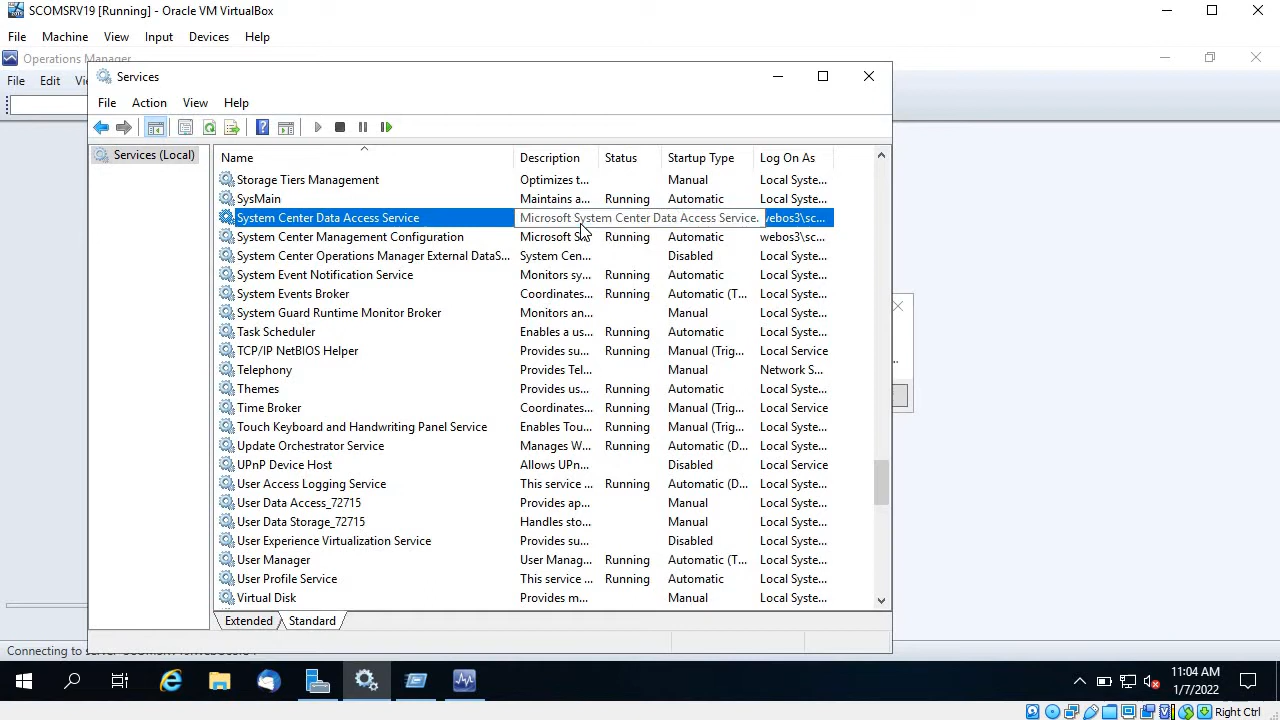 SCOMSRV19 [Running] - Oracle VM VirtualBox
File Machine View Input Devices Help
Operations Manager
File Edit
Services
File Action View Help
Services (Local)
Name Description Status Startup Type Log On As
Storage Tiers Management Optimizes t... Manual Local Syste...
SysMain Maintains a... Running Automatic Local Syste...
System Center Data Access Service Microsoft System Center Data Access Service. webos3\sc...
System Center Management Configuration Microsoft S... Running Automatic webos3\sc...
System Center Operations Manager External DataS... System Cen... Disabled Local Syste...
System Event Notification Service Monitors sy... Running Automatic Local Syste...
System Events Broker Coordinates... Running Automatic (T... Local Syste...
System Guard Runtime Monitor Broker Monitors an... Manual Local Syste...
Task Scheduler Enables a us... Running Automatic Local Syste...
TCP/IP NetBIOS Helper Provides su... Running Manual (Trig... Local Service
Telephony Provides Tel... Manual Network S...
Themes Provides us... Running Automatic Local Syste...
Time Broker Coordinates... Running Manual (Trig... Local Service
Touch Keyboard and Handwriting Panel Service Enables Tou... Running Manual (Trig... Local Syste...
Update Orchestrator Service Manages W... Running Automatic (D... Local Syste...
UPnP Device Host Allows UPn... Disabled Local Service
User Access Logging Service This service ... Running Automatic (D... Local Syste...
User Data Access_72715 Provides ap... Manual Local Syste...
User Data Storage_72715 Handles sto... Manual Local Syste...
User Experience Virtualization Service Provides su... Disabled Local Syste...
User Manager User Manag... Running Automatic (T... Local Syste...
User Profile Service This service ... Running Automatic Local Syste...
Virtual Disk Provides m... Manual Local Syste...
Extended Standard
Connecting to server
11:04 AM
1/7/2022
Right Ctrl